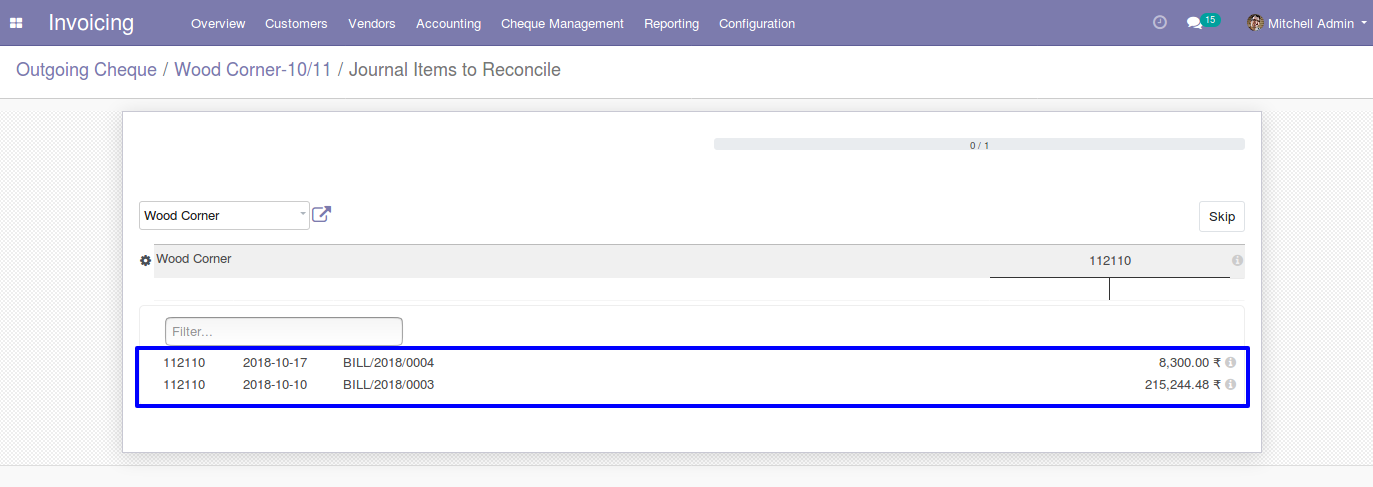 Invoicing Overview Customers Vendors Accounting Cheque Management Reporting Configuration 15 Mitchell Admin
Outgoing Cheque / Wood Corner-10/11 / Journal Items to Reconcile
0 / 1
Wood Corner Skip
Wood Corner 112110
Filter...
112110 2018-10-17 BILL/2018/0004 8,300.00 ₹
112110 2018-10-10 BILL/2018/0003 215,244.48 ₹